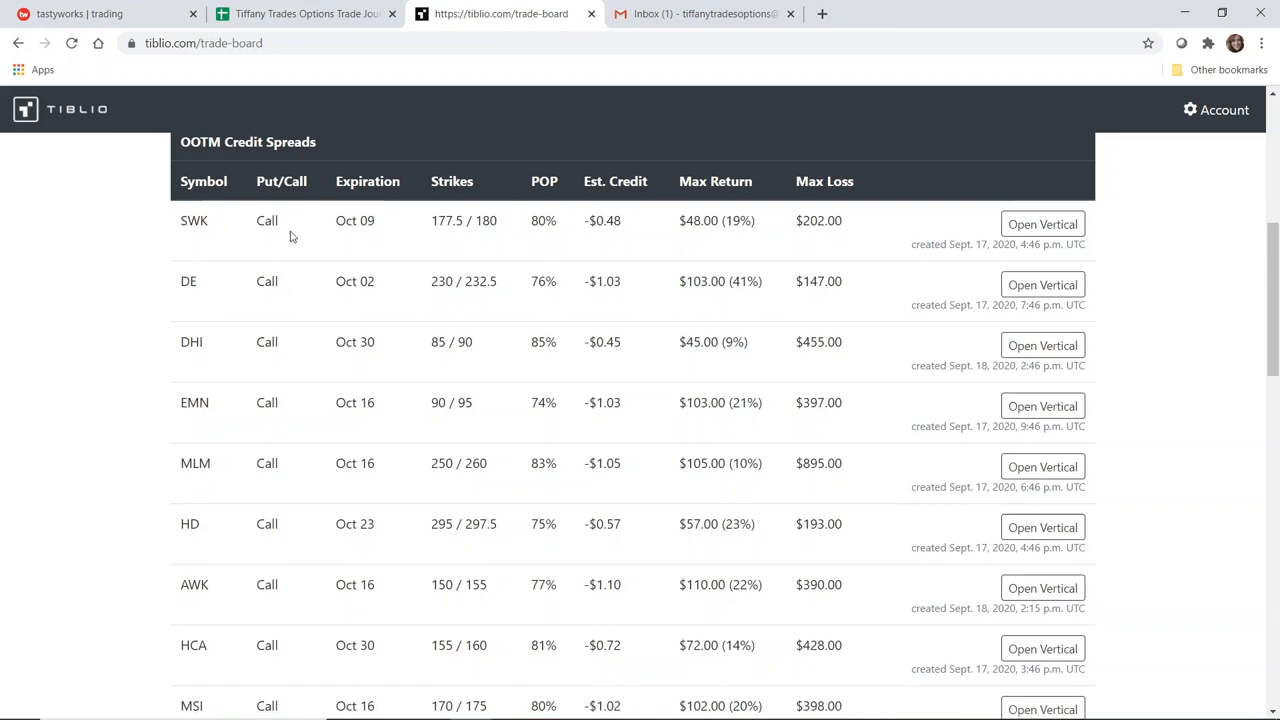 tastyworks | trading
Tiffany Trades Options Trade Jou
https://tiblio.com/trade-board
Inbox (1) - tiffanytradesoptions@
tiblio.com/trade-board
Apps
Other bookmarks
TIBLIO
Account
OOTM Credit Spreads
Symbol Put/Call Expiration Strikes POP Est. Credit Max Return Max Loss
SWK Call Oct 09 177.5 / 180 80% -$0.48 $48.00 (19%) $202.00 Open Vertical
created Sept. 17, 2020, 4:46 p.m. UTC
DE Call Oct 02 230 / 232.5 76% -$1.03 $103.00 (41%) $147.00 Open Vertical
created Sept. 17, 2020, 7:46 p.m. UTC
DHI Call Oct 30 85 / 90 85% -$0.45 $45.00 (9%) $455.00 Open Vertical
created Sept. 18, 2020, 2:46 p.m. UTC
EMN Call Oct 16 90 / 95 74% -$1.03 $103.00 (21%) $397.00 Open Vertical
created Sept. 17, 2020, 9:46 p.m. UTC
MLM Call Oct 16 250 / 260 83% -$1.05 $105.00 (10%) $895.00 Open Vertical
created Sept. 17, 2020, 6:46 p.m. UTC
HD Call Oct 23 295 / 297.5 75% -$0.57 $57.00 (23%) $193.00 Open Vertical
created Sept. 17, 2020, 4:46 p.m. UTC
AWK Call Oct 16 150 / 155 77% -$1.10 $110.00 (22%) $390.00 Open Vertical
created Sept. 18, 2020, 2:15 p.m. UTC
HCA Call Oct 30 155 / 160 81% -$0.72 $72.00 (14%) $428.00 Open Vertical
created Sept. 17, 2020, 3:46 p.m. UTC
MSI Call Oct 16 170 / 175 80% -$1.02 $102.00 (20%) $398.00 Open Vertical